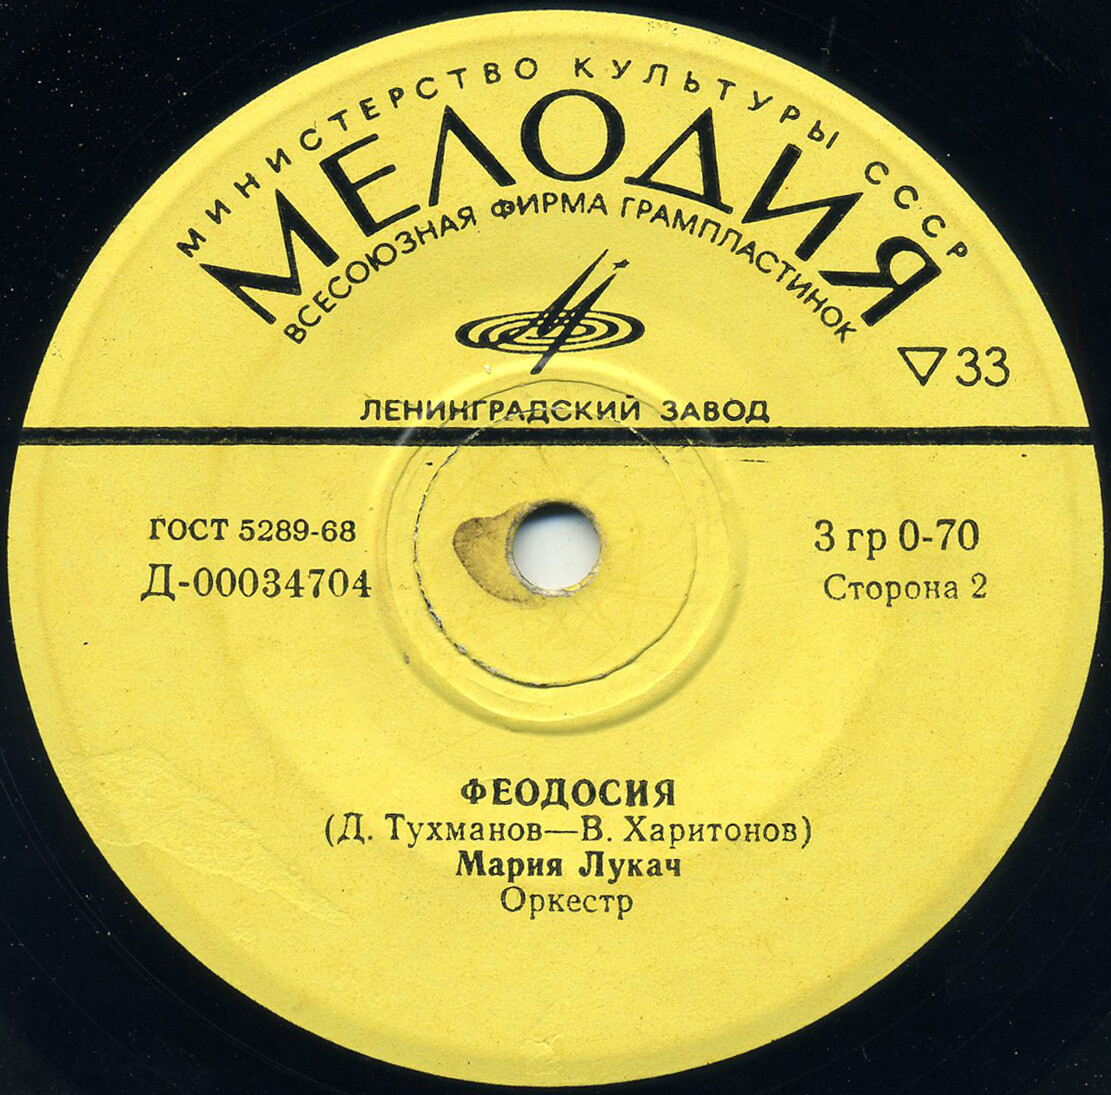 МИНИСТЕРСТВО КУЛЬТУРЫ СССР
МЕЛОДИЯ
ВСЕСОЮЗНАЯ ФИРМА ГРАМПЛАСТИНОК
▽33
ЛЕНИНГРАДСКИЙ ЗАВОД
ГОСТ 5289-68
Д-00034704
3 гр 0-70
Сторона 2
ФЕОДОСИЯ
(Д. Тухманов—В. Харитонов)
Мария Лукач
Оркестр